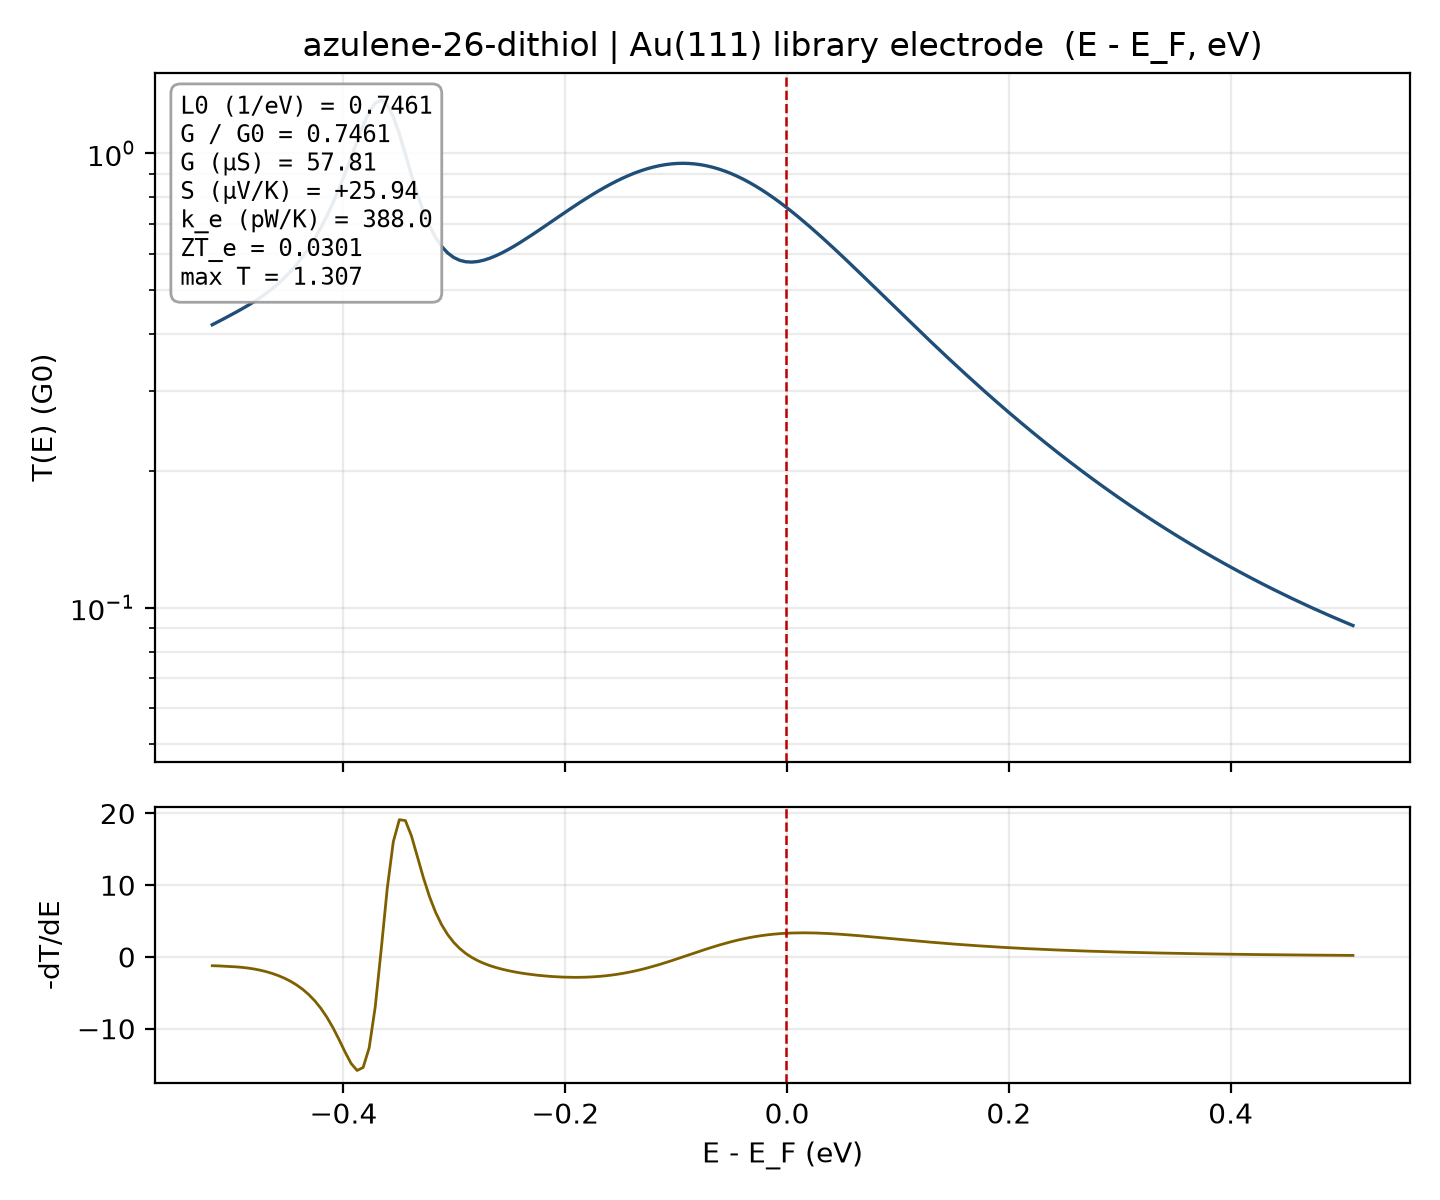 azulene-26-dithiol | Au(111) library electrode  (E - E_F, eV)
L0 (1/eV) = 0.7461
G / G0 = 0.7461
G (μS) = 57.81
S (μV/K) = +25.94
k_e (pW/K) = 388.0
ZT_e = 0.0301
max T = 1.307
10⁰
10⁻¹
T(E) (G0)
20
10
0
−10
-dT/dE
−0.4 −0.2 0.0 0.2 0.4
E - E_F (eV)